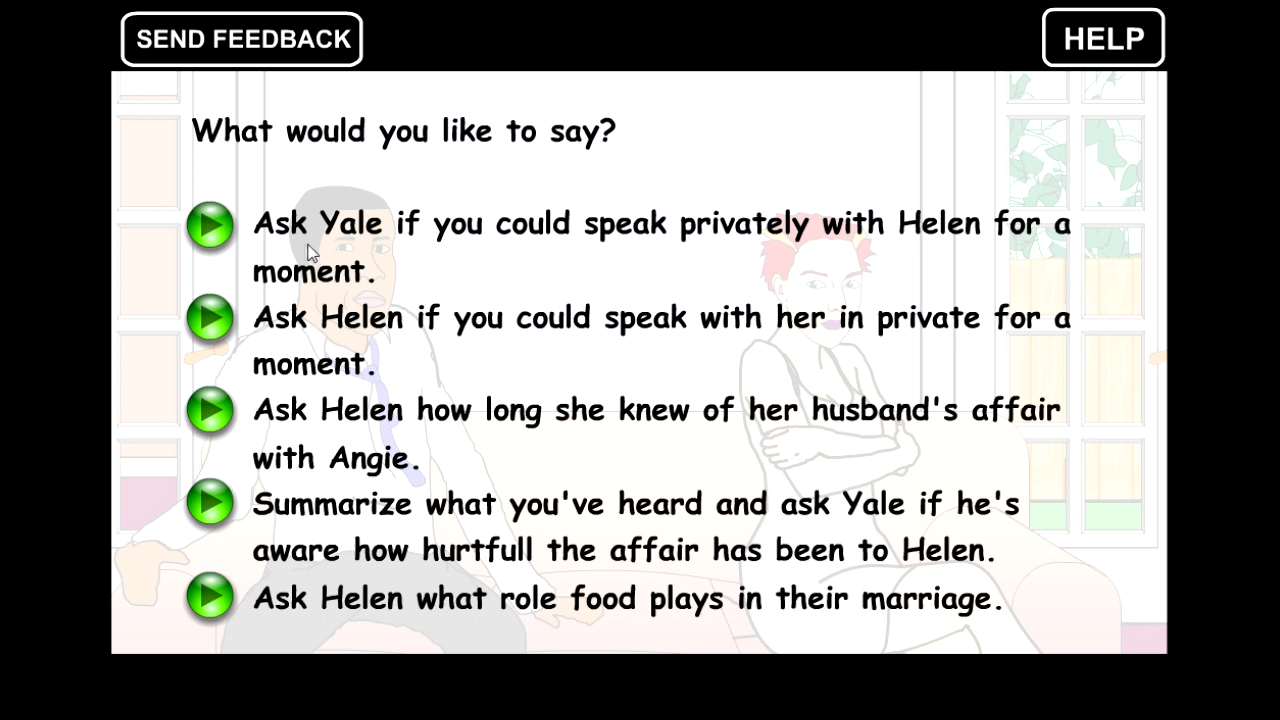 SEND FEEDBACK
HELP
What would you like to say?
Ask Yale if you could speak privately with Helen for a
moment.
Ask Helen if you could speak with her in private for a
moment.
Ask Helen how long she knew of her husband's affair
with Angie.
Summarize what you've heard and ask Yale if he's
aware how hurtfull the affair has been to Helen.
Ask Helen what role food plays in their marriage.